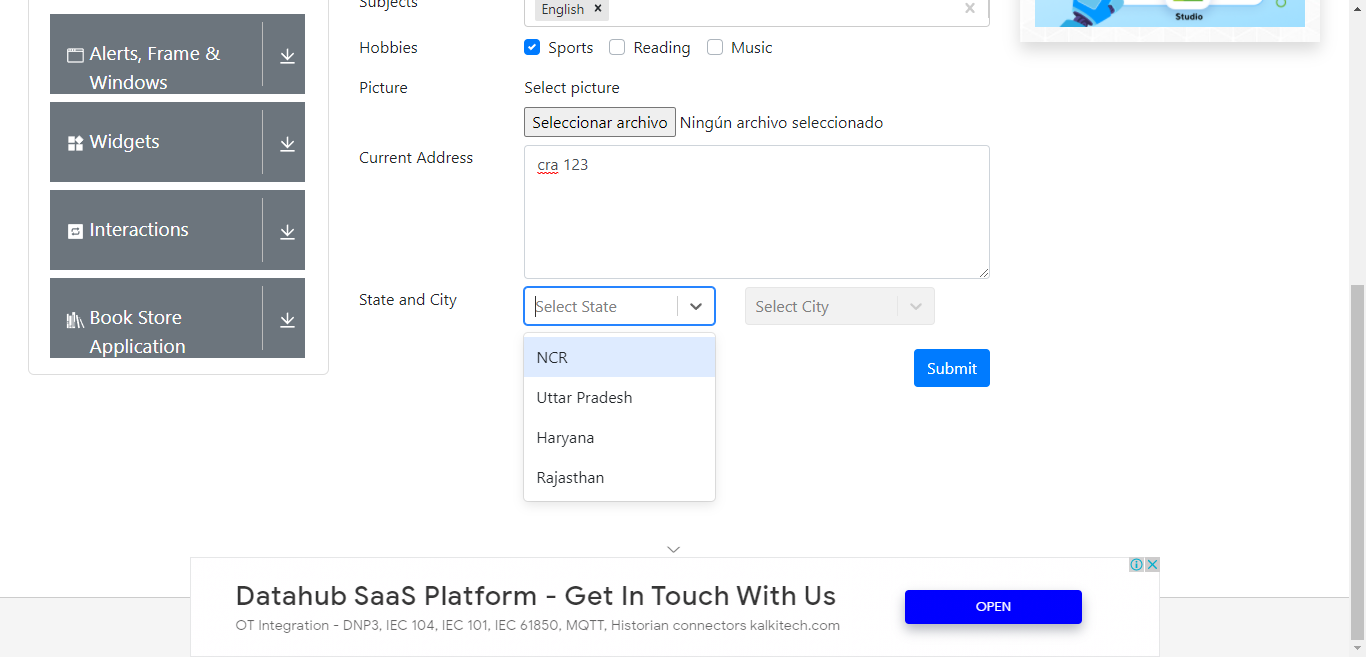 Subjects
English ×
Alerts, Frame &
Windows
Hobbies
Sports Reading Music
Picture
Select picture
Seleccionar archivo Ningún archivo seleccionado
Widgets
Current Address
cra 123
Interactions
State and City
Select State
Select City
Book Store
Application
NCR
Uttar Pradesh
Haryana
Rajasthan
Submit
Studio
Datahub SaaS Platform - Get In Touch With Us
OT Integration - DNP3, IEC 104, IEC 101, IEC 61850, MQTT, Historian connectors kalkitech.com
OPEN